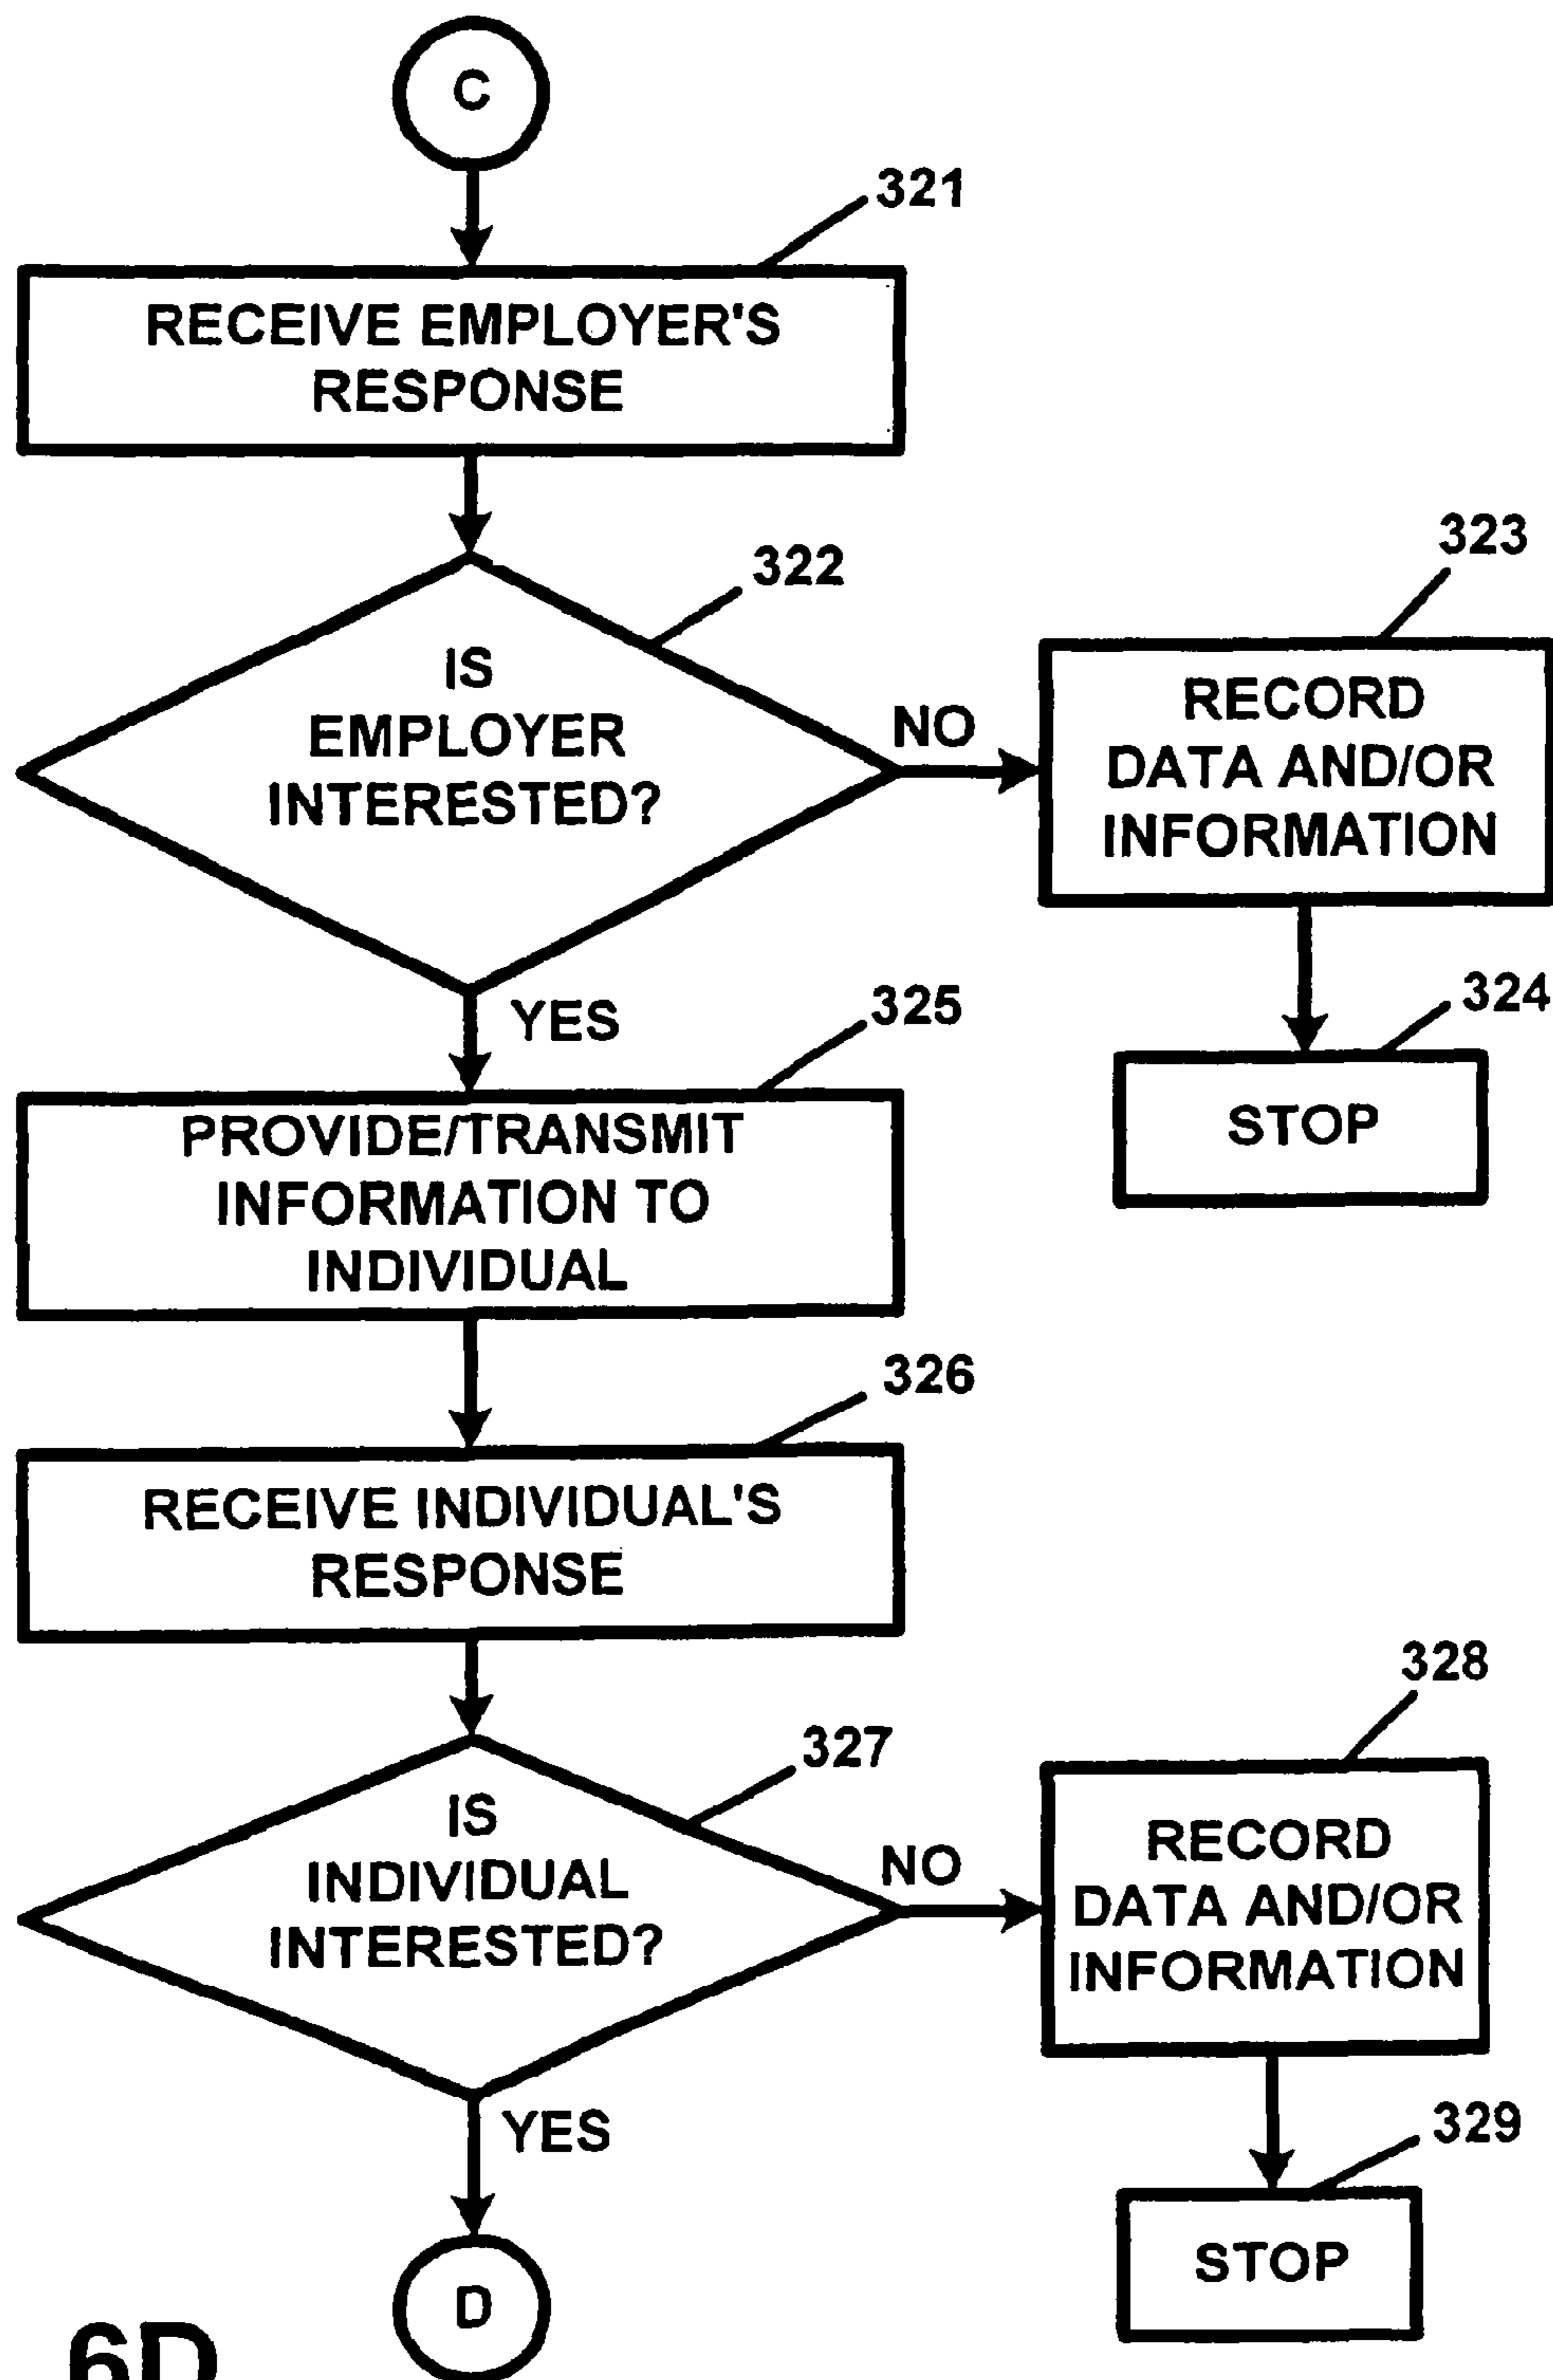 C
321
RECEIVE EMPLOYER'S
RESPONSE
322
IS
EMPLOYER
INTERESTED?
NO
323
RECORD
DATA AND/OR
INFORMATION
324
STOP
YES
325
PROVIDE/TRANSMIT
INFORMATION TO
INDIVIDUAL
326
RECEIVE INDIVIDUAL'S
RESPONSE
327
IS
INDIVIDUAL
INTERESTED?
NO
328
RECORD
DATA AND/OR
INFORMATION
329
STOP
YES
D
6D